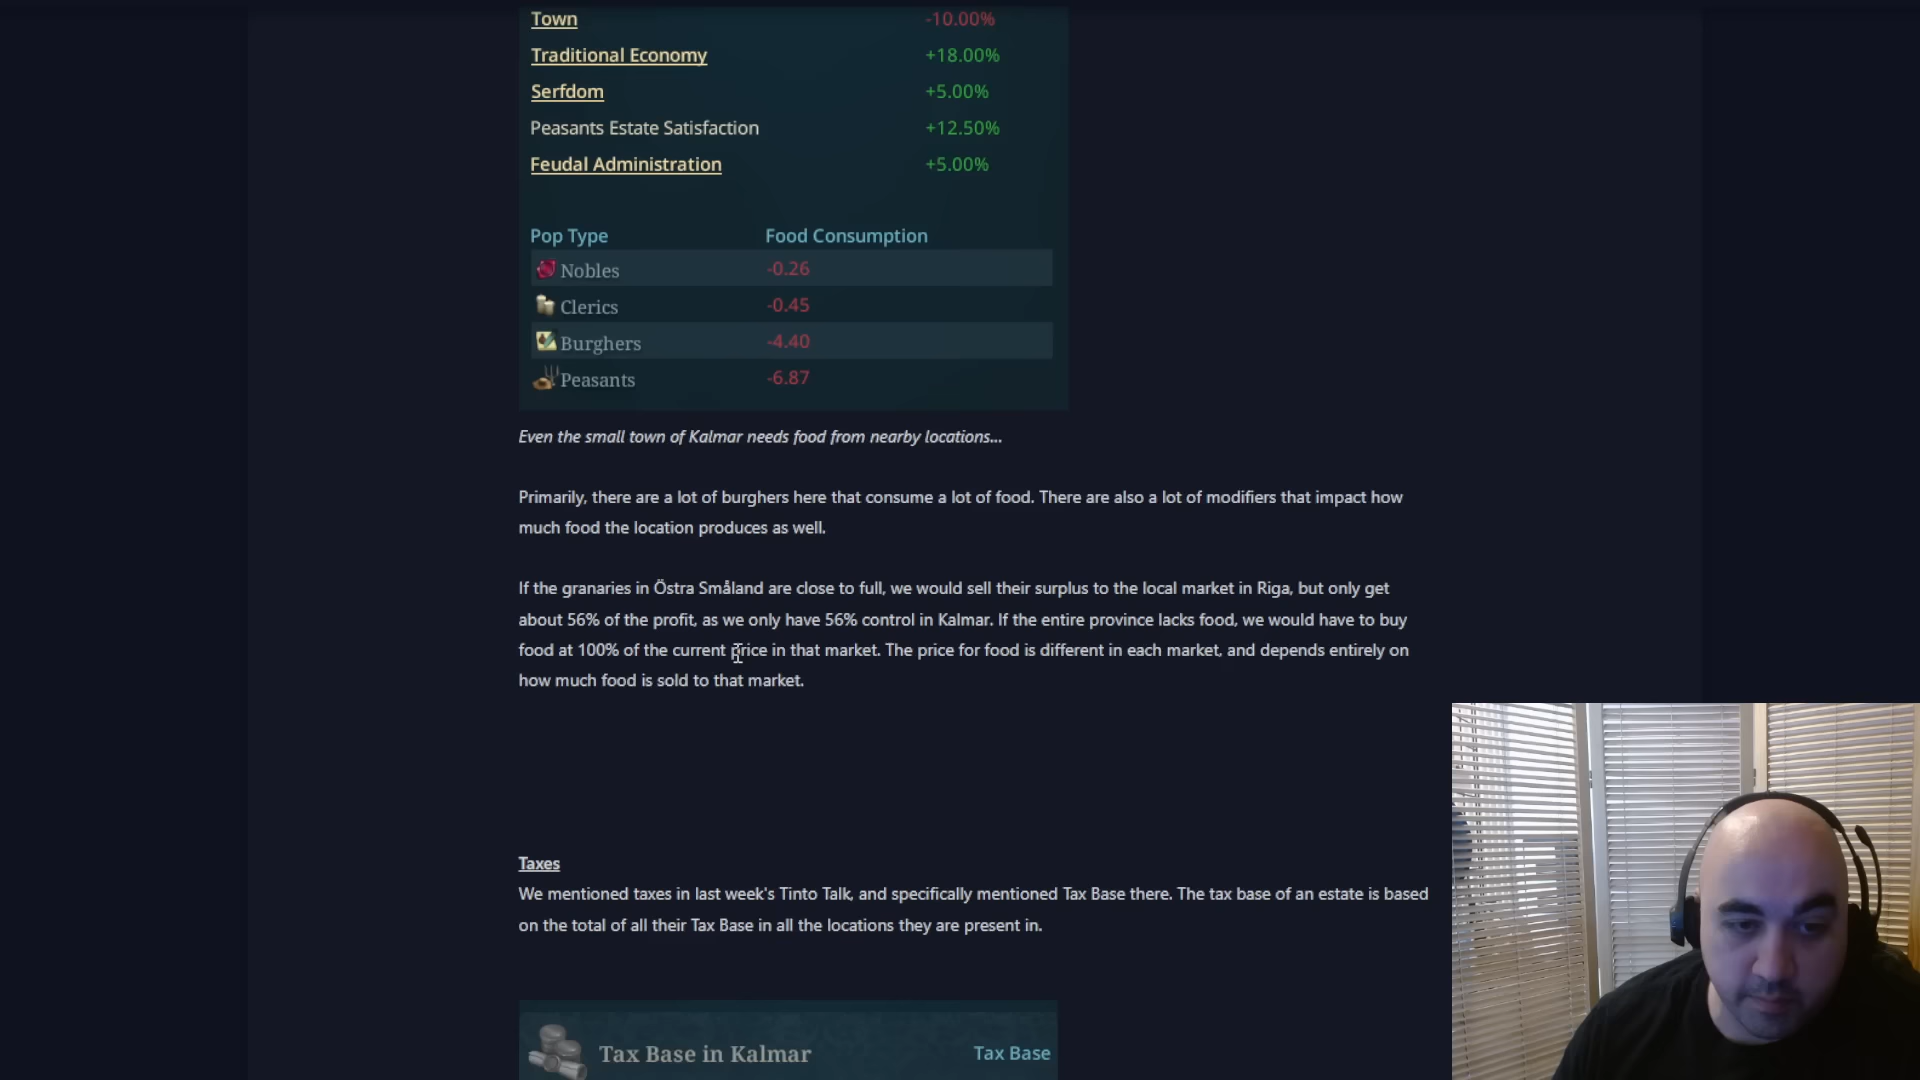 Town -10.00%
Traditional Economy +18.00%
Serfdom +5.00%
Peasants Estate Satisfaction +12.50%
Feudal Administration +5.00%
Pop Type Food Consumption
Nobles -0.26
Clerics -0.45
Burghers -4.40
Peasants -6.87
Even the small town of Kalmar needs food from nearby locations...
Primarily, there are a lot of burghers here that consume a lot of food. There are also a lot of modifiers that impact how
much food the location produces as well.
If the granaries in Östra Småland are close to full, we would sell their surplus to the local market in Riga, but only get
about 56% of the profit, as we only have 56% control in Kalmar. If the entire province lacks food, we would have to buy
food at 100% of the current price in that market. The price for food is different in each market, and depends entirely on
how much food is sold to that market.
Taxes
We mentioned taxes in last week's Tinto Talk, and specifically mentioned Tax Base there. The tax base of an estate is based
on the total of all their Tax Base in all the locations they are present in.
Tax Base in Kalmar Tax Base